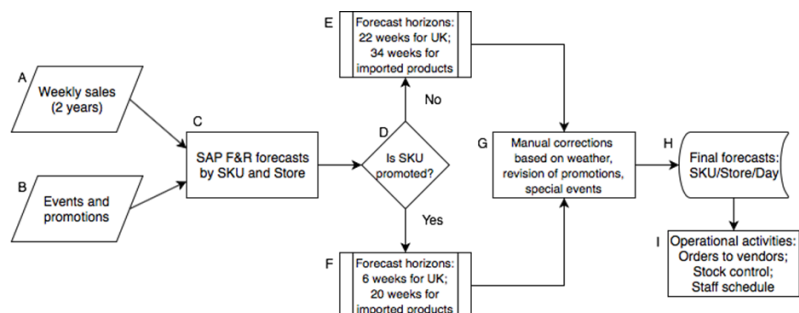 A
Weekly sales
(2 years)
B
Events and
promotions
C
SAP F&R forecasts
by SKU and Store
D
Is SKU
promoted?
No
Yes
E
Forecast horizons:
22 weeks for UK;
34 weeks for
imported products
F
Forecast horizons:
6 weeks for UK;
20 weeks for
imported products
G
Manual corrections
based on weather,
revision of promotions,
special events
H
Final forecasts:
SKU/Store/Day
I
Operational activities:
Orders to vendors;
Stock control;
Staff schedule